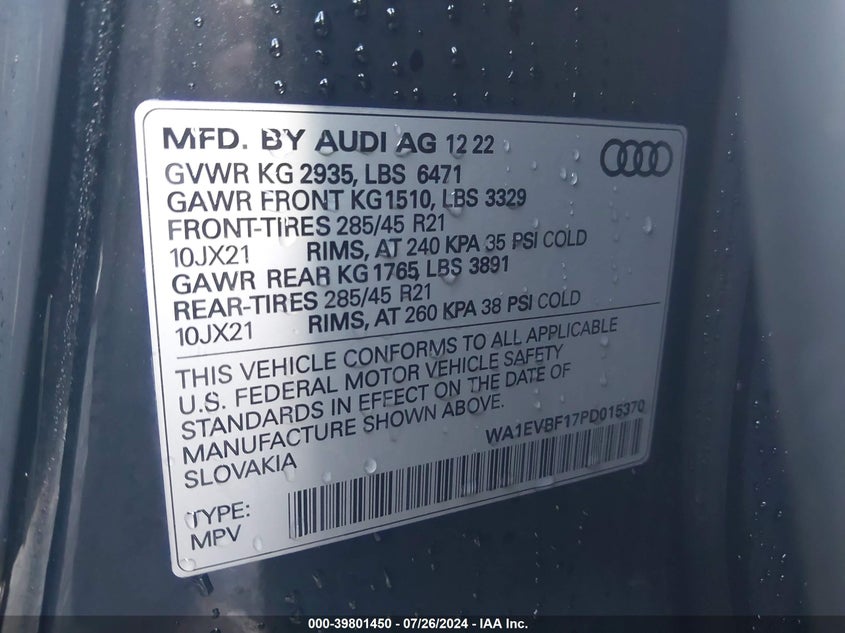 MFD. BY AUDI AG 12 22
GVWR KG 2935, LBS 6471
GAWR FRONT KG1510, LBS 3329
FRONT-TIRES 285/45 R21
10JX21 RIMS, AT 240 KPA 35 PSI COLD
GAWR REAR KG1765 LBS 3891
REAR-TIRES 285/45 R21
10JX21 RIMS, AT 260 KPA 38 PSI COLD
THIS VEHICLE CONFORMS TO ALL APPLICABLE
U.S. FEDERAL MOTOR VEHICLE SAFETY
STANDARDS IN EFFECT ON THE DATE OF
MANUFACTURE SHOWN ABOVE.
SLOVAKIA
WA1EVBF17PD015370
TYPE:
MPV
000-39801450 - 07/26/2024 - IAA Inc.